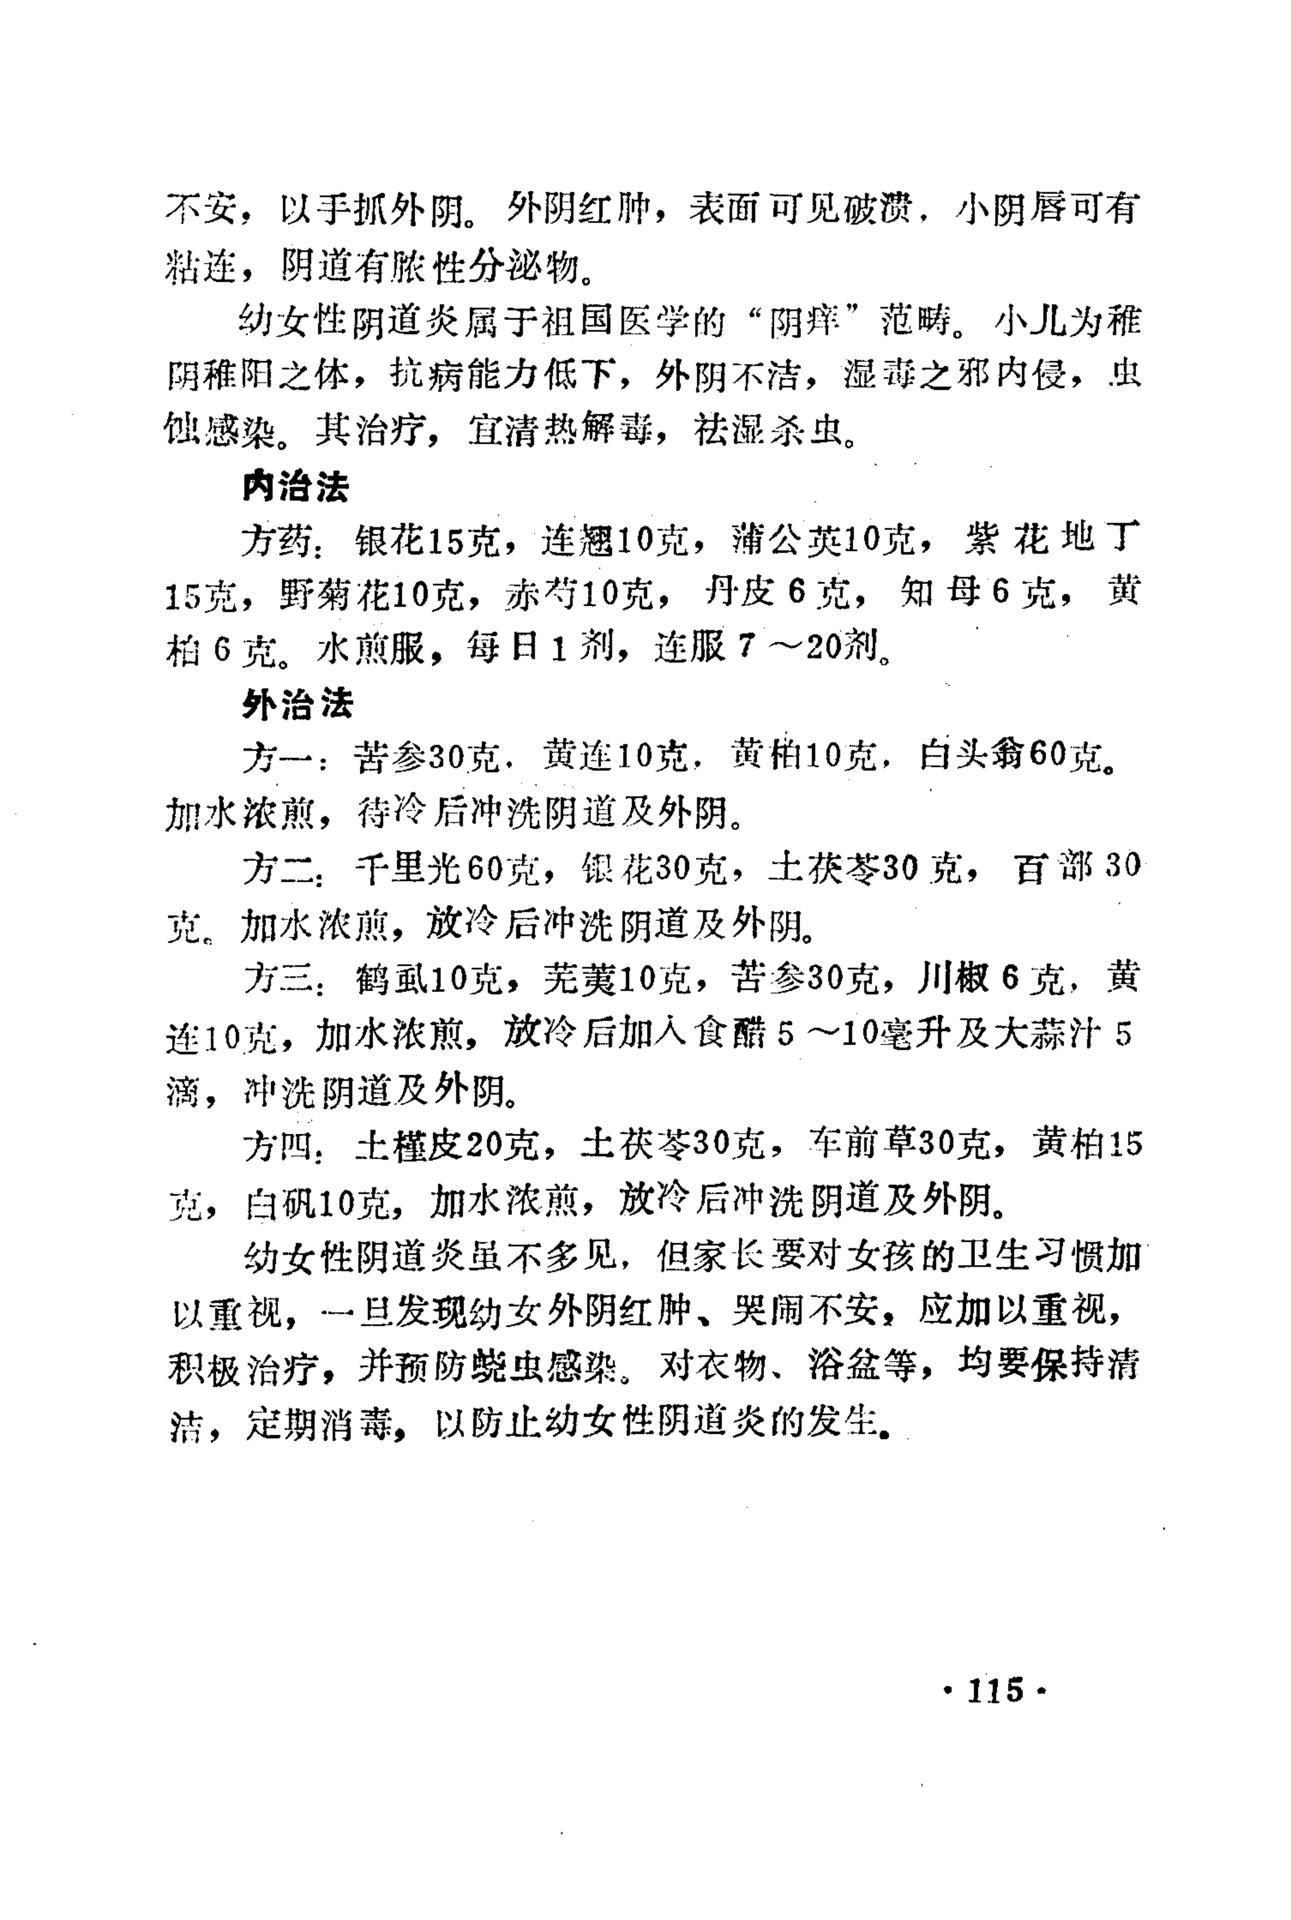 不安，以手抓外阴。外阴红肿，表面可见破溃，小阴唇可有
粘连，阴道有脓性分泌物。
幼女性阴道炎属于祖国医学的“阴痒”范畴。小儿为稚
阴稚阳之体，抗病能力低下，外阴不洁，湿毒之邪内侵，虫
蚀感染。其治疗，宜清热解毒，祛湿杀虫。
内治法
方药：银花15克，连翘10克，蒲公英10克，紫花地丁
15克，野菊花10克，赤芍10克，丹皮6克，知母6克，黄
柏6克。水煎服，每日1剂，连服7～20剂。
外治法
方一：苦参30克，黄连10克，黄柏10克，白头翁60克。
加水浓煎，待冷后冲洗阴道及外阴。
方二：千里光60克，银花30克，土茯苓30克，百部30
克。加水浓煎，放冷后冲洗阴道及外阴。
方三：鹤虱10克，芜荑10克，苦参30克，川椒6克，黄
连10克，加水浓煎，放冷后加入食醋5～10毫升及大蒜汁5
滴，冲洗阴道及外阴。
方四：土槿皮20克，土茯苓30克，车前草30克，黄柏15
克，白矾10克，加水浓煎，放冷后冲洗阴道及外阴。
幼女性阴道炎虽不多见，但家长要对女孩的卫生习惯加
以重视，一旦发现幼女外阴红肿、哭闹不安，应加以重视，
积极治疗，并预防蛲虫感染。对衣物、浴盆等，均要保持清
洁，定期消毒，以防止幼女性阴道炎的发生。
·115·